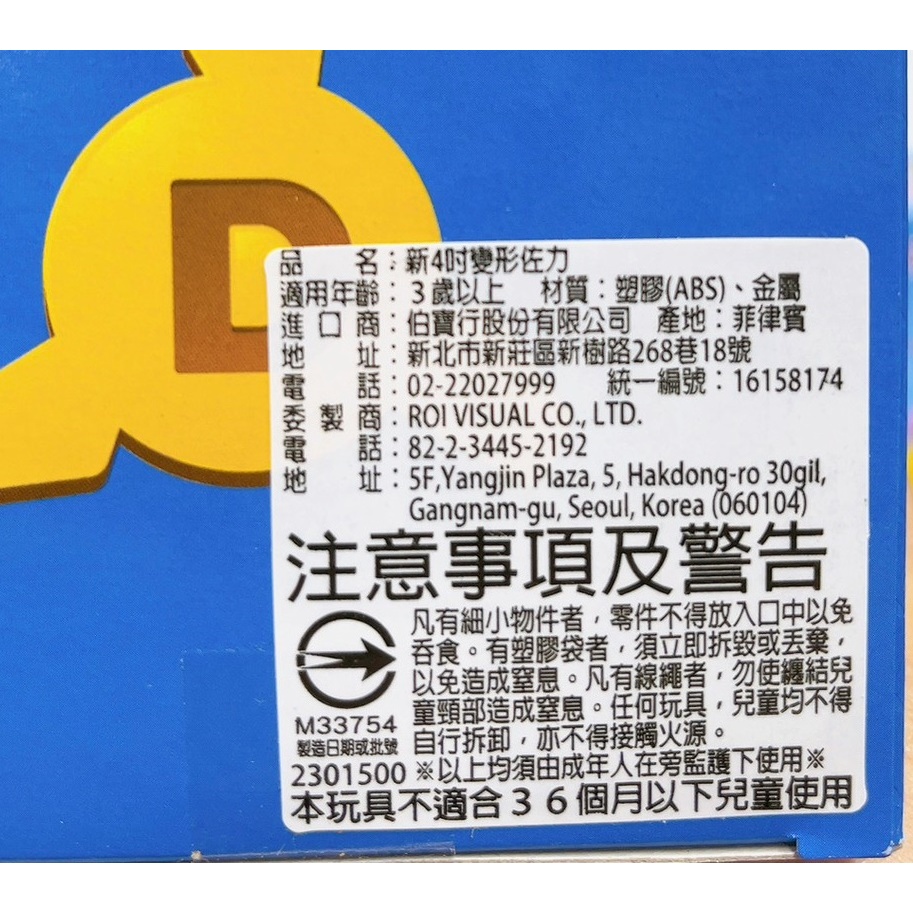 D
品 名：新4吋變形佐力
適用年齡：3歲以上 材質：塑膠(ABS)、金屬
進口商：伯寶行股份有限公司 產地：菲律賓
地 址：新北市新莊區新樹路268巷18號
電 話：02-22027999 統一編號：16158174
委製商：ROI VISUAL CO., LTD.
電 話：82-2-3445-2192
地 址：5F,Yangjin Plaza, 5, Hakdong-ro 30gil,
Gangnam-gu, Seoul, Korea (060104)
注意事項及警告
凡有細小物件者，零件不得放入口中以免
吞食。有塑膠袋者，須立即拆毀或丟棄，
以免造成窒息。凡有線繩者，勿使纏結兒
童頸部造成窒息。任何玩具，兒童均不得
自行拆卸，亦不得接觸火源。
M33754
製造日期或批號
2301500 ※以上均須由成年人在旁監護下使用※
本玩具不適合36個月以下兒童使用